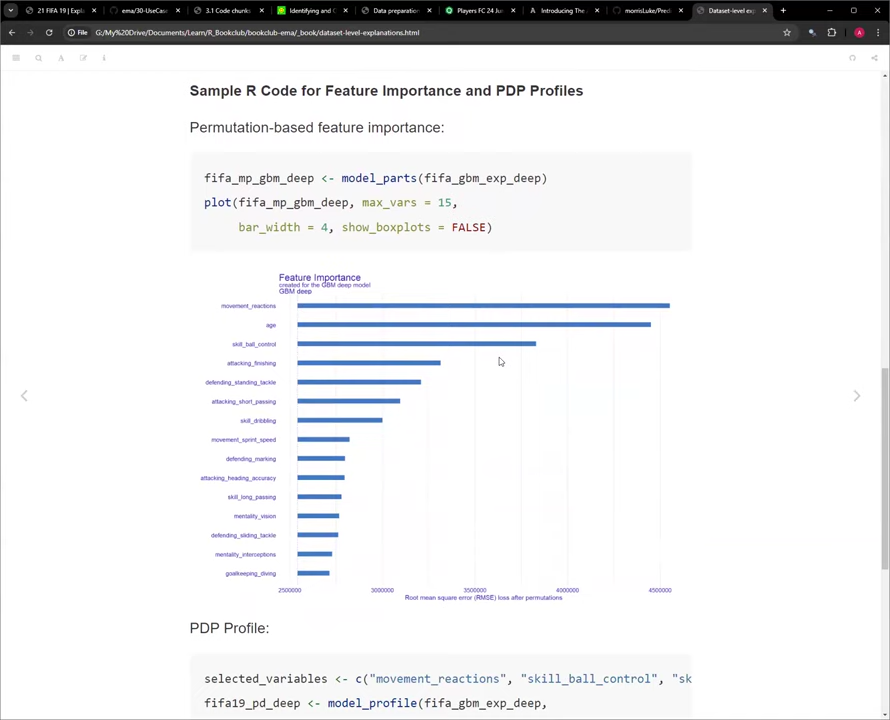 21 FIFA 19 | Expla
ema/30-UseCase
3.1 Code chunks
Identifying and C
Data preparation
Players FC 24 Jun
Introducing The A
morrisLuke/Pred
Dataset-level exp
File
G:/My%20Drive/Documents/Learn/R_Bookclub/bookclub-ema/_book/dataset-level-explanations.html
Sample R Code for Feature Importance and PDP Profiles
Permutation-based feature importance:
fifa_mp_gbm_deep <- model_parts(fifa_gbm_exp_deep)
plot(fifa_mp_gbm_deep, max_vars = 15,
bar_width = 4, show_boxplots = FALSE)
Feature Importance
created for the GBM deep model
GBM deep
movement_reactions
age
skill_ball_control
attacking_finishing
defending_standing_tackle
attacking_short_passing
skill_dribbling
movement_sprint_speed
defending_marking
attacking_heading_accuracy
skill_long_passing
mentality_vision
defending_sliding_tackle
mentality_interceptions
goalkeeping_diving
2500000 3000000 3500000 4000000 4500000
Root mean square error (RMSE) loss after permutations
PDP Profile:
selected_variables <- c("movement_reactions", "skill_ball_control", "sk
fifa19_pd_deep <- model_profile(fifa_gbm_exp_deep,